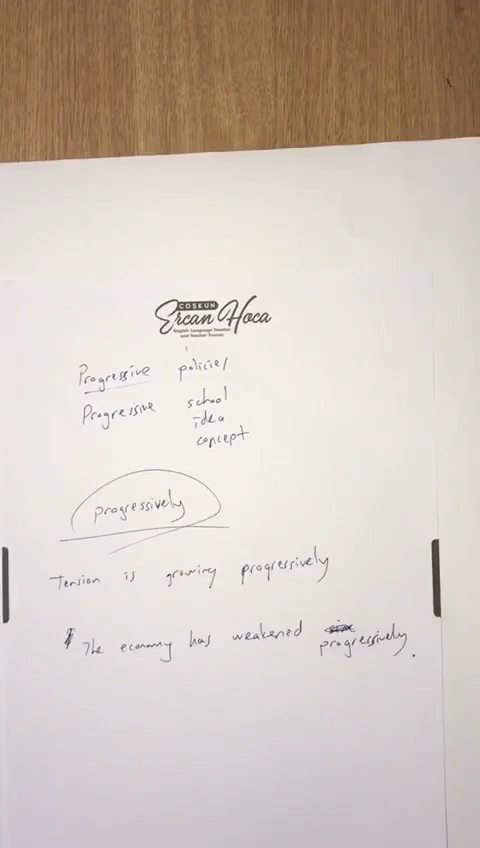 COSKUN
Ercan Hoca
English Language Teacher
and Teacher Trainer
Progressive policies
Progressive school
idea
concept
progressively
Tension is growing progressively
The economy has weakened progressively.